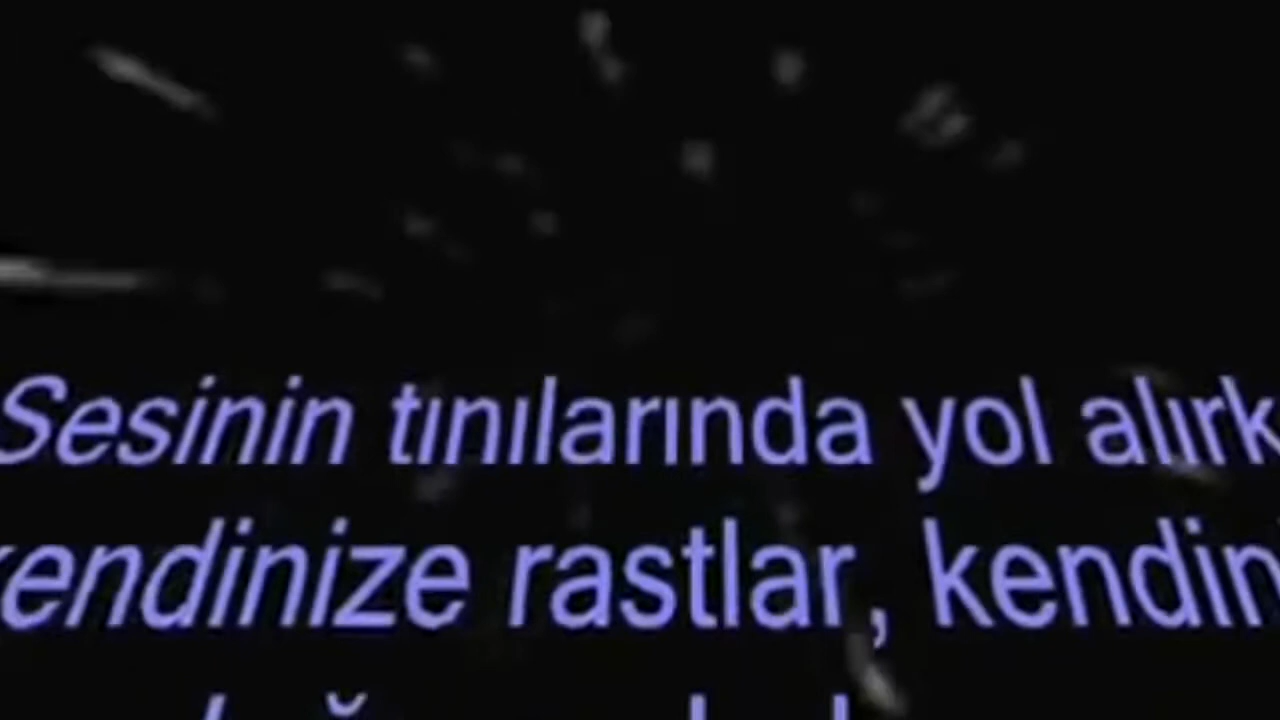 Sesinin tınılarında yol alırk
kendinize rastlar, kendin